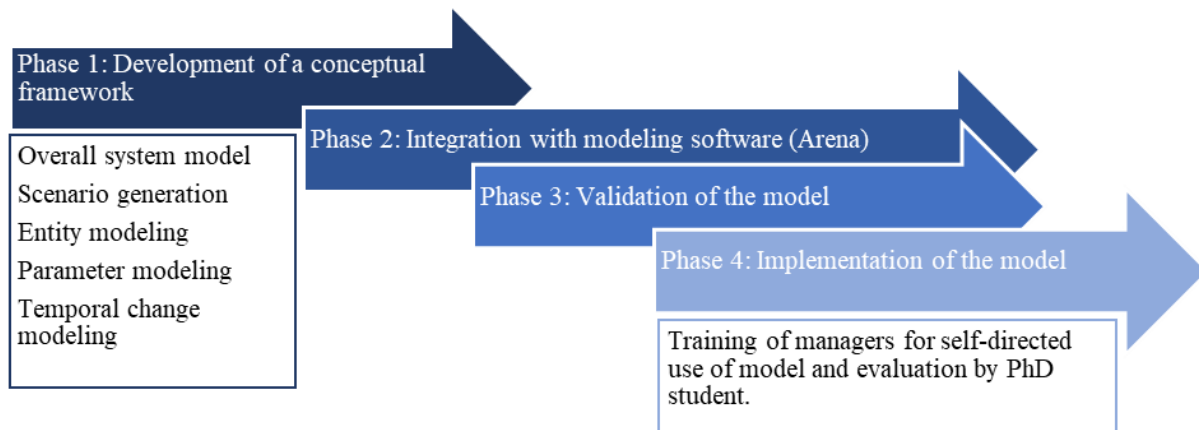 Phase 1: Development of a conceptual
framework
Overall system model
Scenario generation
Entity modeling
Parameter modeling
Temporal change
modeling
Phase 2: Integration with modeling software (Arena)
Phase 3: Validation of the model
Phase 4: Implementation of the model
Training of managers for self-directed
use of model and evaluation by PhD
student.